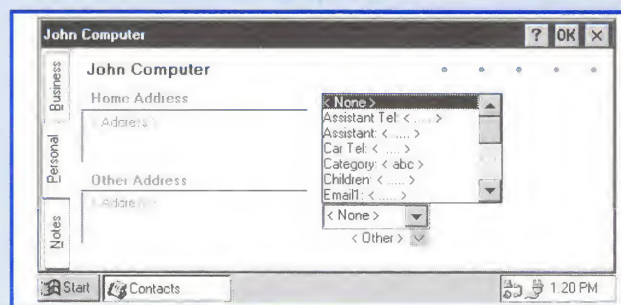 John Computer ? OK ×
John Computer
Business
Personal
Notes
Home Address
< Address >
Other Address
< Address >
< None >
Assistant Tel: < ..... >
Assistant: < ..... >
Car Tel: < ..... >
Category: < abc >
Children: < ..... >
Email1: < ..... >
< None >
< Other >
Start Contacts 1:20 PM